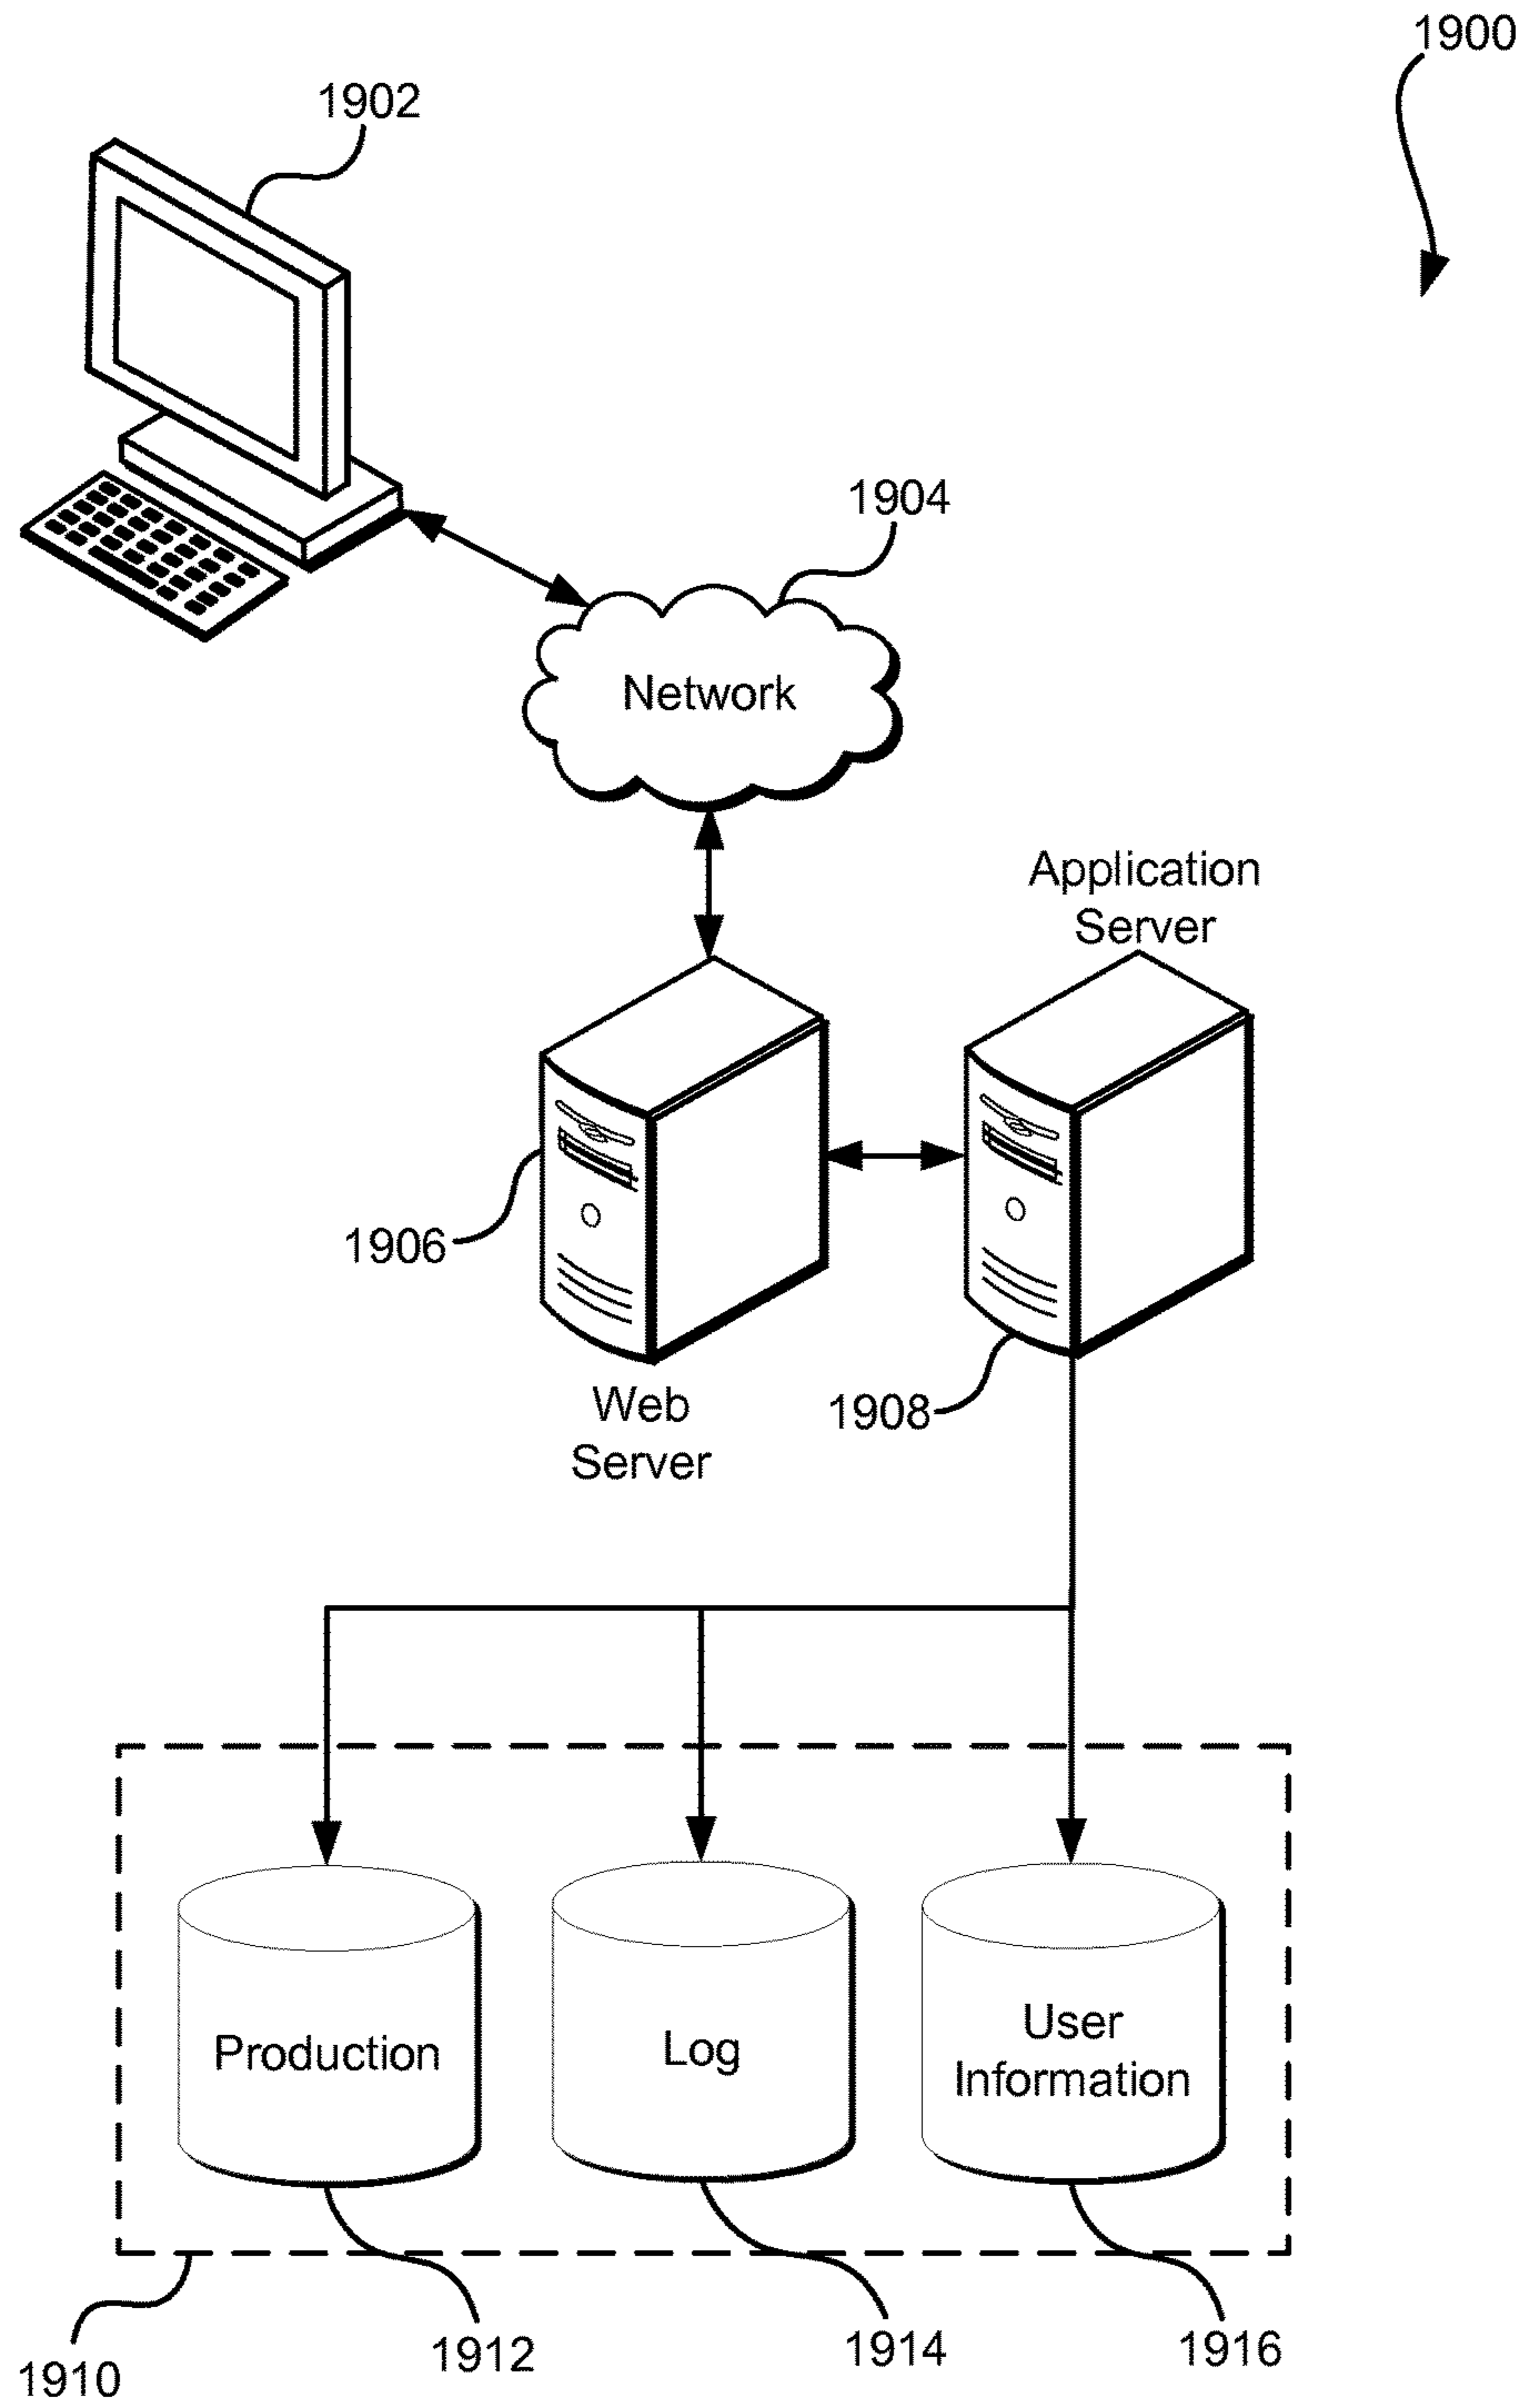 1900
1902
1904
Network
Application
Server
1906
Web
Server
1908
Production
Log
User
Information
1910
1912
1914
1916